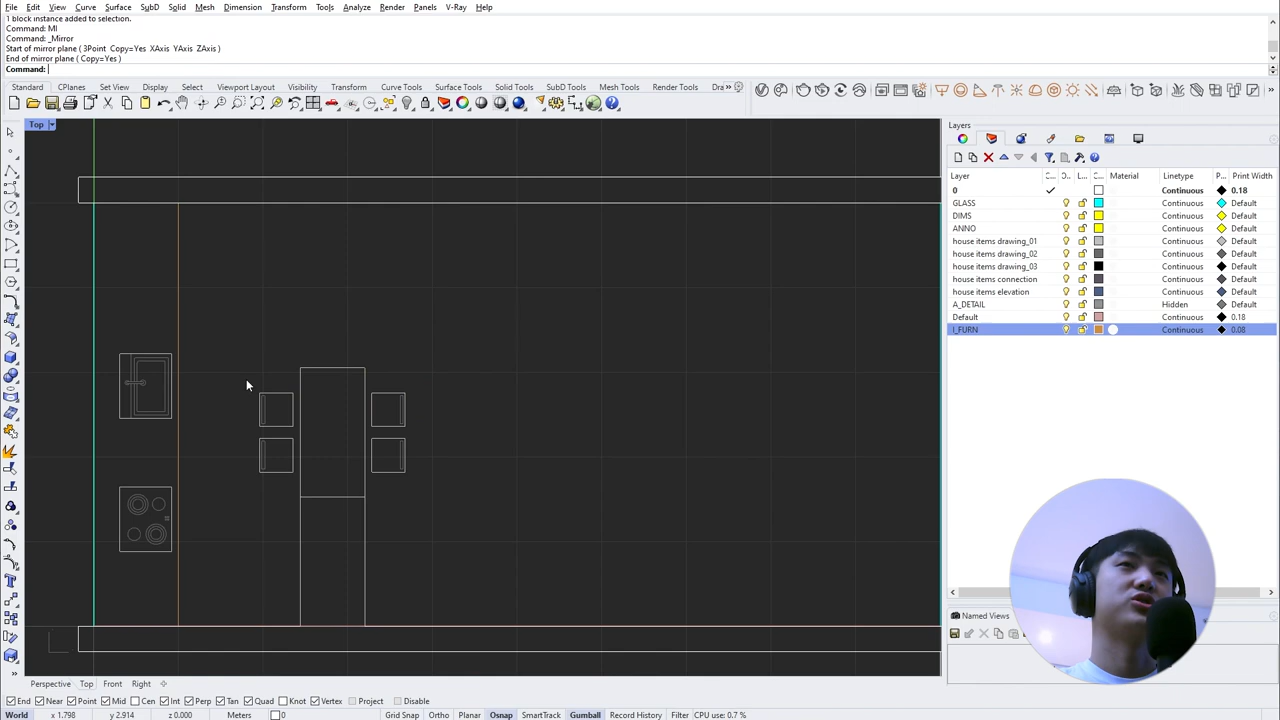 File Edit View Curve Surface SubD Solid Mesh Dimension Transform Tools Analyze Render Panels V-Ray Help
1 block instance added to selection.
Command: MI
Command: _Mirror
Start of mirror plane ( 3Point Copy=Yes XAxis YAxis ZAxis )
End of mirror plane ( Copy=Yes )
Command:
Standard CPlanes Set View Display Select Viewport Layout Visibility Transform Curve Tools Surface Tools Solid Tools SubD Tools Mesh Tools Render Tools Dra
Top
Layers
Layer C... O.. L... C... Material Linetype P... Print Width
0 Continuous 0.18
GLASS Continuous Default
DIMS Continuous Default
ANNO Continuous Default
house items drawing_01 Continuous Default
house items drawing_02 Continuous Default
house items drawing_03 Continuous Default
house items connection Continuous Default
house items elevation Continuous Default
A_DETAIL Hidden Default
Default Continuous 0.18
I_FURN Continuous 0.08
Named Views
Perspective Top Front Right
End Near Point Mid Cen Int Perp Tan Quad Knot Vertex Project Disable
World x 1.798 y 2.914 z 0.000 Meters 0 Grid Snap Ortho Planar Osnap SmartTrack Gumball Record History Filter CPU use: 0.7 %